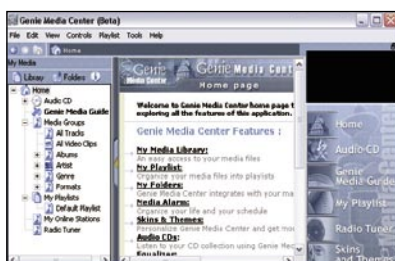 Genie Media Center (Beta)
File Edit View Controls Playlist Tools Help
Home
My Media
Library Folders
Home
Audio CD
Genie Media Guide
Media Groups
All Tracks
All Video Clips
Albums
Artist
Genre
Formats
My Playlists
Default Playlist
My Online Stations
Radio Tuner
Genie Genie Media Cent
Home page
Welcome to Genie Media Center home page t
exploring all the features of this application.
Genie Media Center Features :
My Media Library:
An easy access to your media files
My Playlist:
Organize your media files into playlists
My Folders:
Genie Media Center integrates with your ma
Media Alarm:
Organize your life and your schedule
Skins & Themes:
Personalize Genie Media Center and get mo
Audio CDs:
Listen to your CD collection using Genie Med
Equalizer:
Home
Audio CD
Genie
Media Guide
My Playlist
Radio Tuner
Skins
and Themes